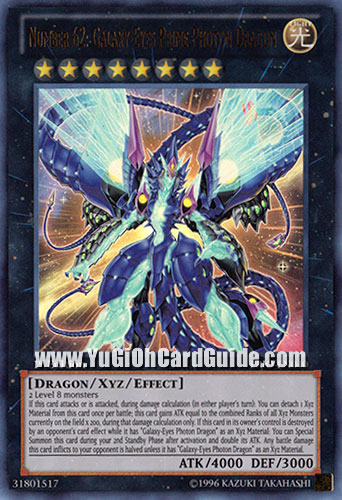 NUMBER 62: GALAXY-EYES PRIME PHOTON DRAGON
光
www.YuGiOhCardGuide.com
[DRAGON/XYZ/EFFECT]
2 Level 8 monsters
If this card attacks or is attacked, during damage calculation (in either player's turn): You can detach 1 Xyz
Material from this card once per battle; this card gains ATK equal to the combined Ranks of all Xyz Monsters
currently on the field x 200, during that damage calculation only. If this card in its owner's control is destroyed
by an opponent's card effect while it has "Galaxy-Eyes Photon Dragon" as an Xyz Material: You can Special
Summon this card during your 2nd Standby Phase after activation and double its ATK. Any battle damage
this card inflicts to your opponent is halved unless it has "Galaxy-Eyes Photon Dragon" as an Xyz Material.
ATK/4000 DEF/3000
31801517
©1996 KAZUKI TAKAHASHI